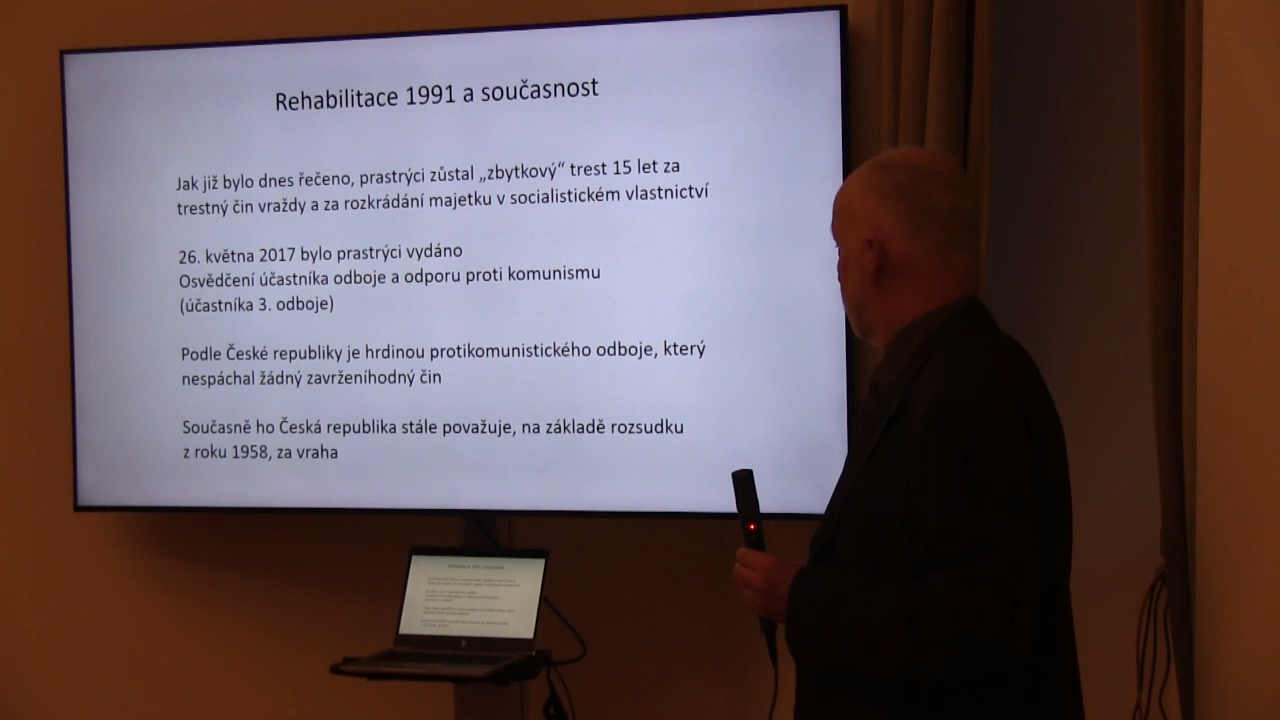 Rehabilitace 1991 a současnost
Jak již bylo dnes řečeno, prastrýci zůstal „zbytkový“ trest 15 let za
trestný čin vraždy a za rozkrádání majetku v socialistickém vlastnictví
26. května 2017 bylo prastrýci vydáno
Osvědčení účastníka odboje a odporu proti komunismu
(účastníka 3. odboje)
Podle České republiky je hrdinou protikomunistického odboje, který
nespáchal žádný zavrženíhodný čin
Současně ho Česká republika stále považuje, na základě rozsudku
z roku 1958, za vraha